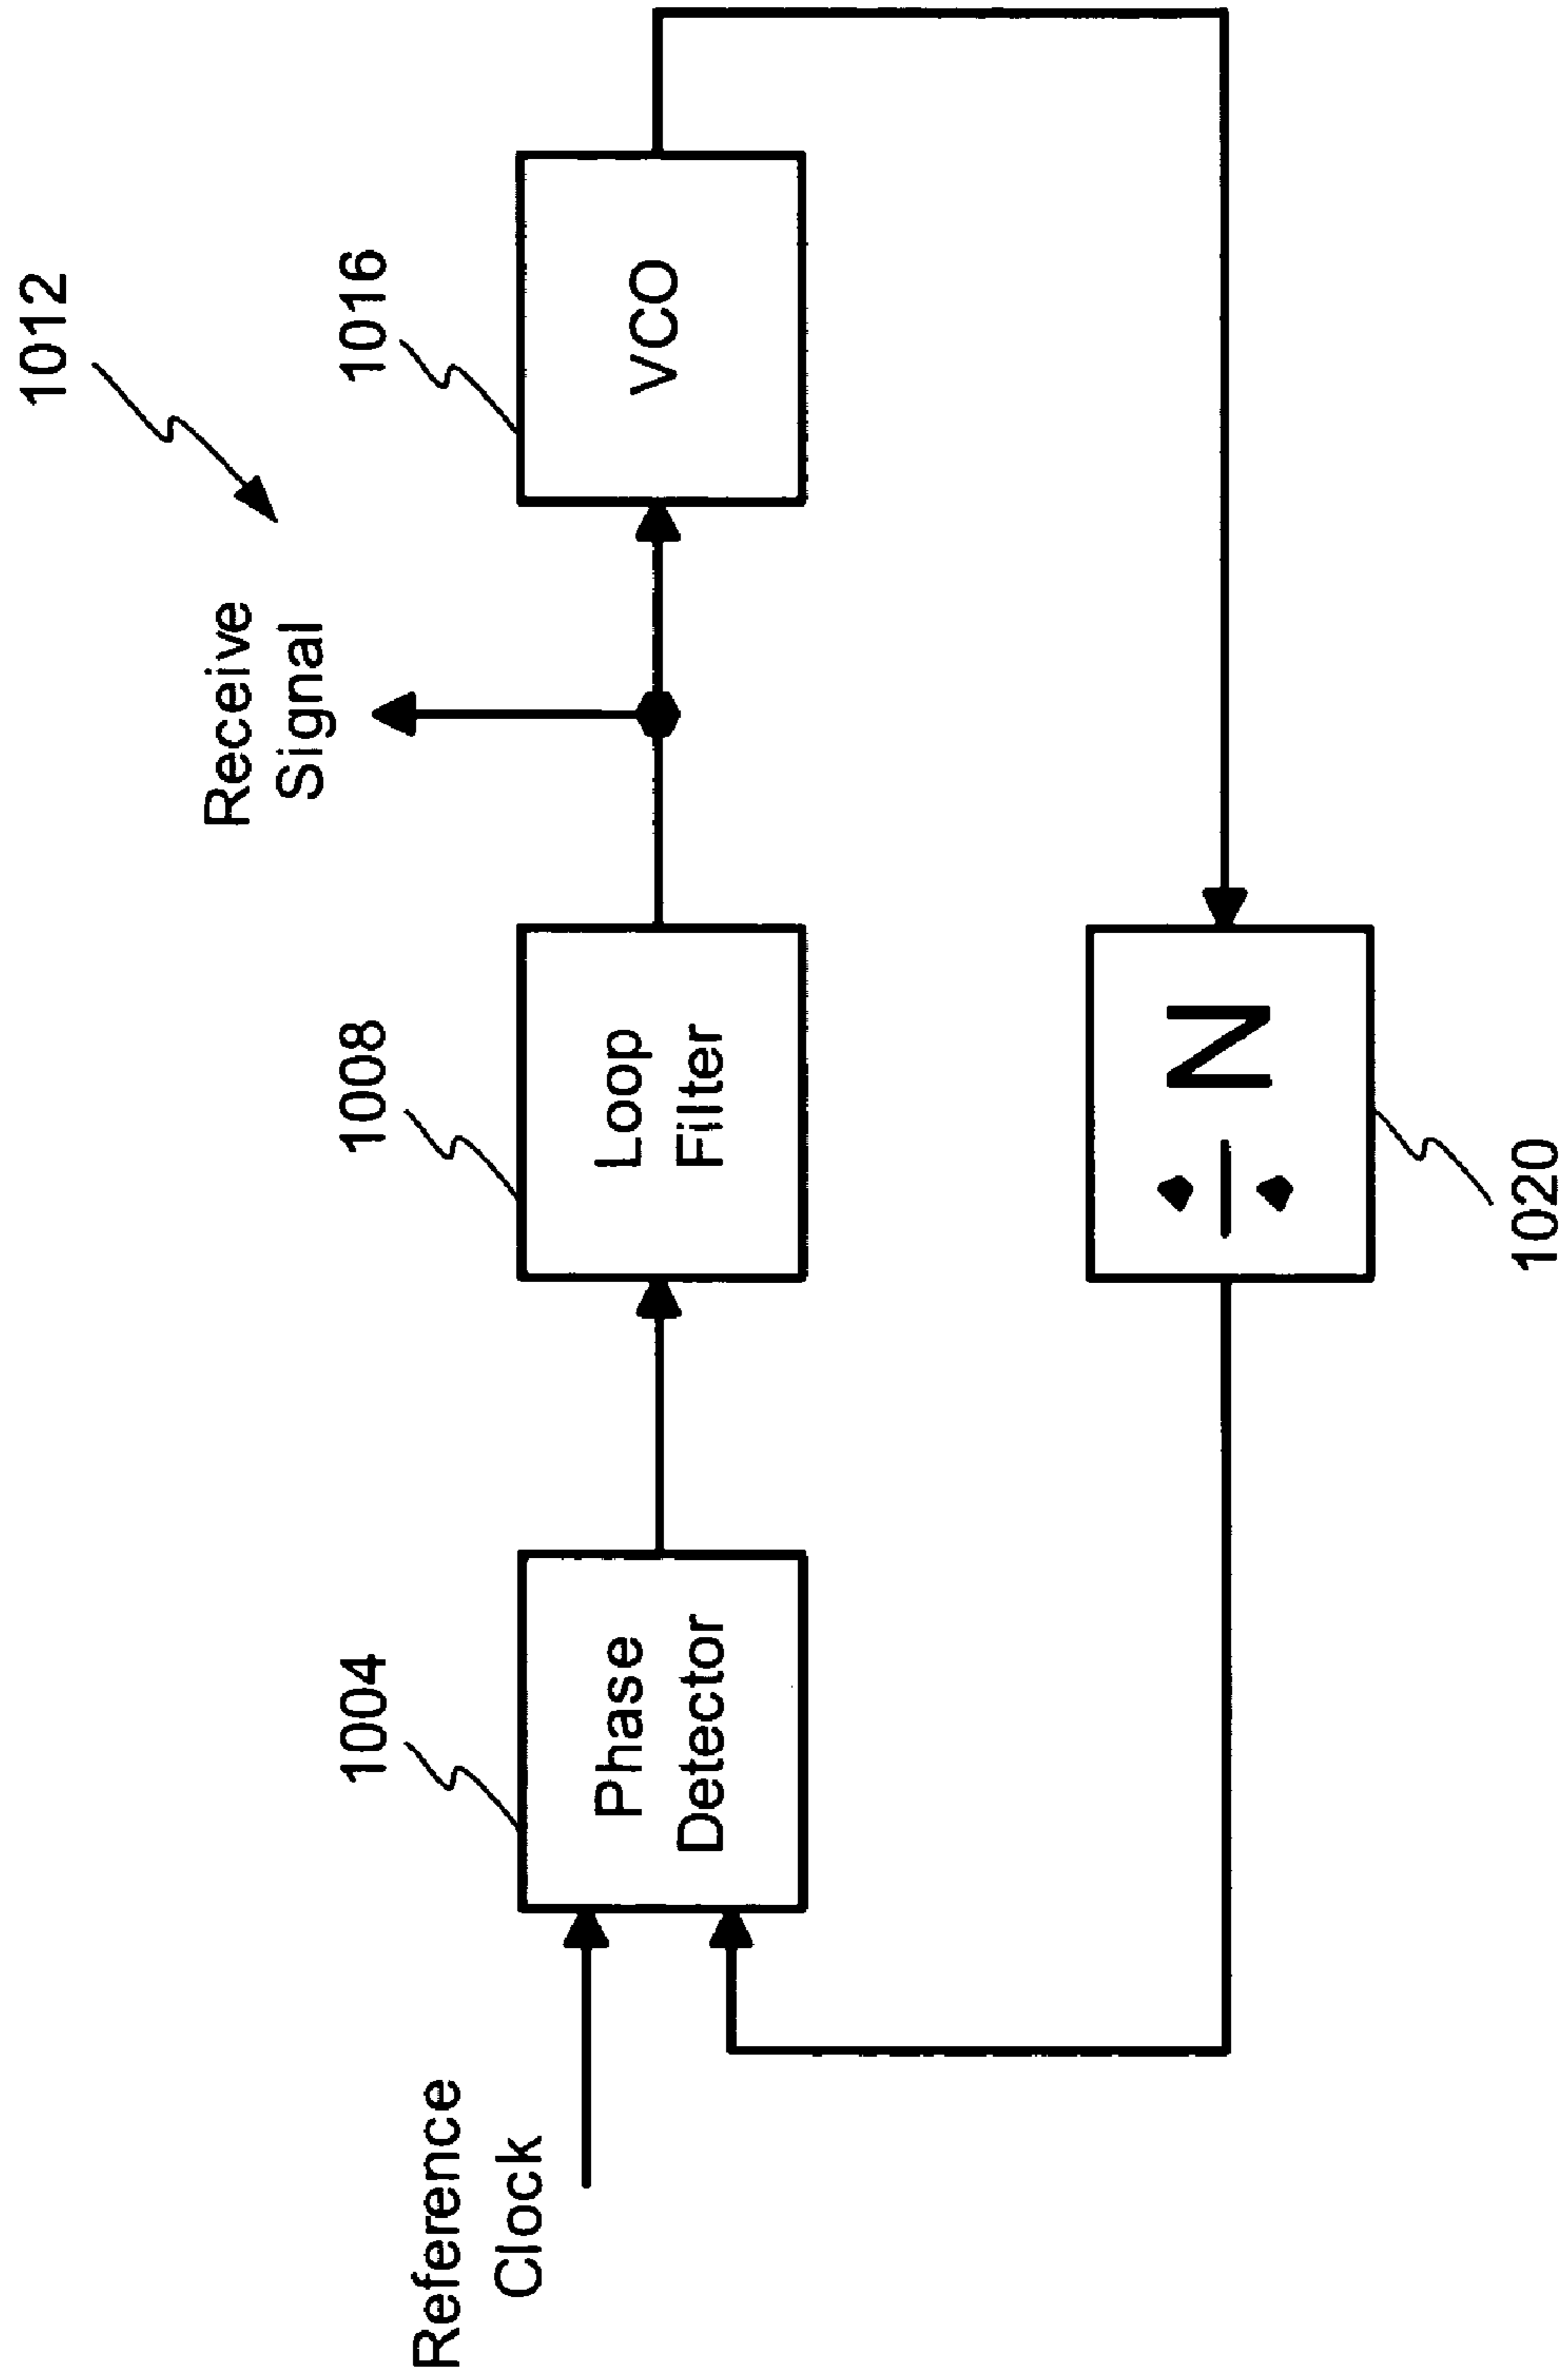 1012
Receive
Signal
1004
1008
1016
Reference
Clock
Phase
Detector
Loop
Filter
VCO
÷ N
1020